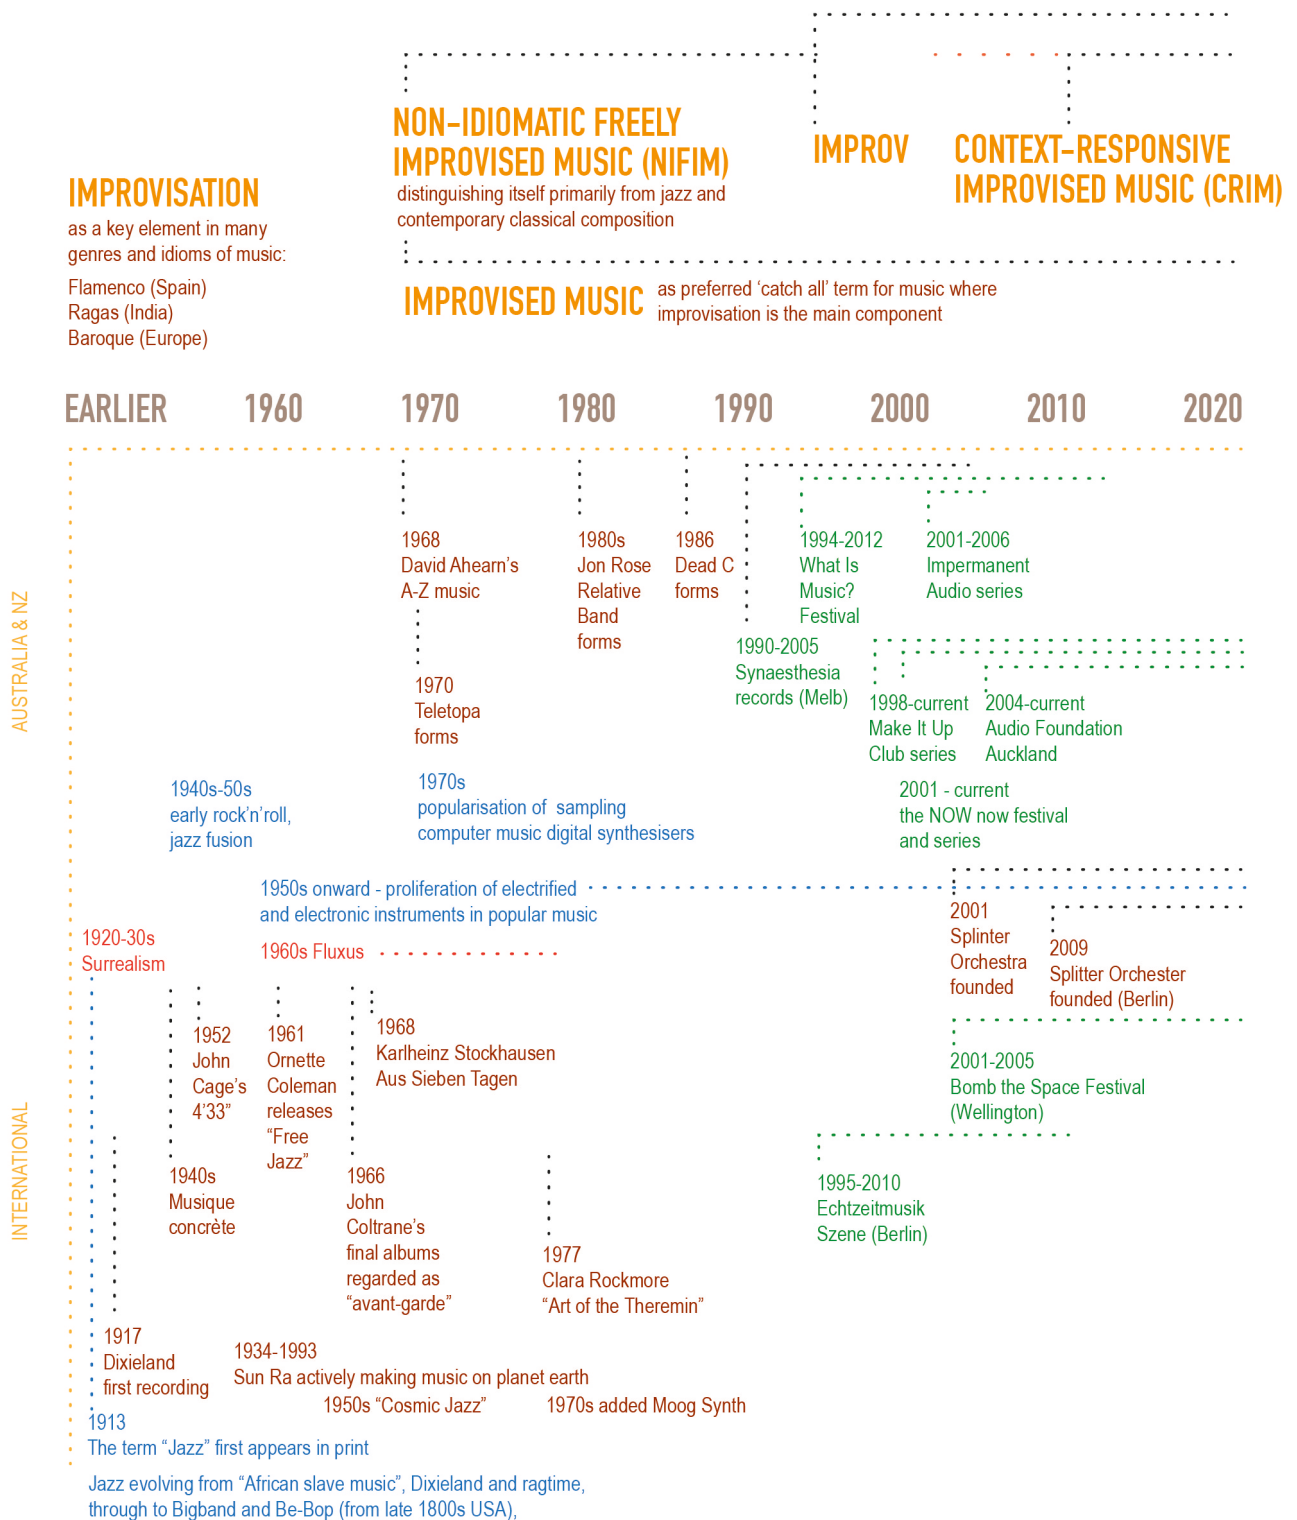 NON–IDIOMATIC FREELY
IMPROVISED MUSIC (NIFIM)
distinguishing itself primarily from jazz and
contemporary classical composition
IMPROV
CONTEXT–RESPONSIVE
IMPROVISED MUSIC (CRIM)
IMPROVISATION
as a key element in many
genres and idioms of music:
Flamenco (Spain)
Ragas (India)
Baroque (Europe)
IMPROVISED MUSIC
as preferred ‘catch all’ term for music where
improvisation is the main component
EARLIER 1960 1970 1980 1990 2000 2010 2020
AUSTRALIA & NZ
1968
David Ahearn’s
A-Z music
1980s
Jon Rose
Relative
Band
forms
1986
Dead C
forms
1994-2012
What Is
Music?
Festival
2001-2006
Impermanent
Audio series
1990-2005
Synaesthesia
records (Melb)
1970
Teletopa
forms
1998-current
Make It Up
Club series
2004-current
Audio Foundation
Auckland
1940s-50s
early rock’n’roll,
jazz fusion
1970s
popularisation of sampling
computer music digital synthesisers
2001 - current
the NOW now festival
and series
1950s onward - proliferation of electrified
and electronic instruments in popular music
2001
Splinter
Orchestra
founded
2009
Splitter Orchester
founded (Berlin)
1920-30s
Surrealism
1960s Fluxus
INTERNATIONAL
1952
John
Cage’s
4’33”
1961
Ornette
Coleman
releases
“Free
Jazz”
1968
Karlheinz Stockhausen
Aus Sieben Tagen
2001-2005
Bomb the Space Festival
(Wellington)
1940s
Musique
concrète
1966
John
Coltrane’s
final albums
regarded as
“avant-garde”
1977
Clara Rockmore
“Art of the Theremin”
1995-2010
Echtzeitmusik
Szene (Berlin)
1917
Dixieland
first recording
1934-1993
Sun Ra actively making music on planet earth
1950s “Cosmic Jazz”
1970s added Moog Synth
1913
The term “Jazz” first appears in print
Jazz evolving from “African slave music”, Dixieland and ragtime,
through to Bigband and Be-Bop (from late 1800s USA),